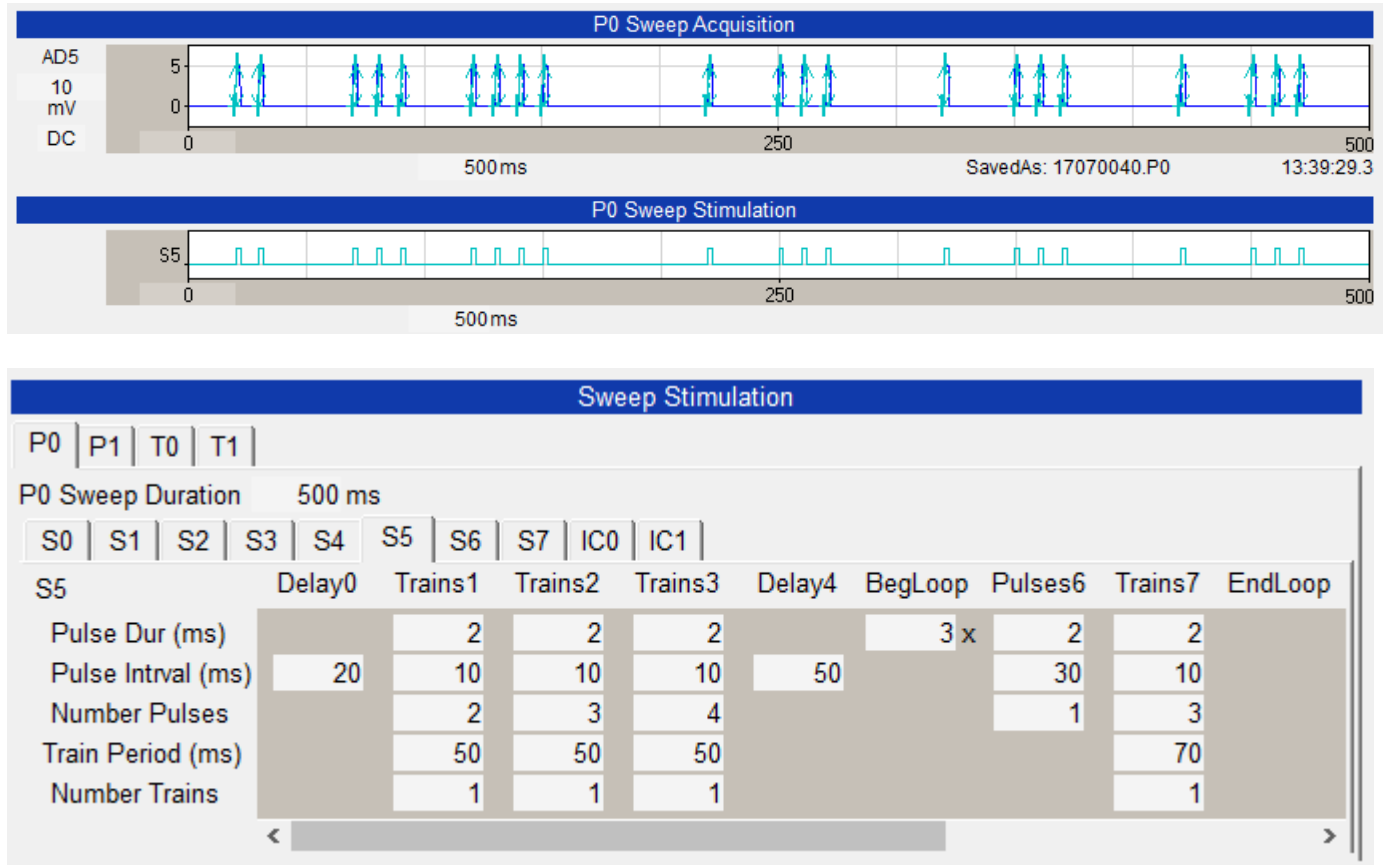 P0 Sweep Acquisition
AD5
10
mV
DC
5
0
0 250 500
500 ms SavedAs: 17070040.P0 13:39:29.3
P0 Sweep Stimulation
S5
0 250 500
500 ms
Sweep Stimulation
P0 P1 T0 T1
P0 Sweep Duration 500 ms
S0 S1 S2 S3 S4 S5 S6 S7 IC0 IC1
S5 Delay0 Trains1 Trains2 Trains3 Delay4 BegLoop Pulses6 Trains7 EndLoop
Pulse Dur (ms) 2 2 2 3 x 2 2
Pulse Intrval (ms) 20 10 10 10 50 30 10
Number Pulses 2 3 4 1 3
Train Period (ms) 50 50 50 70
Number Trains 1 1 1 1